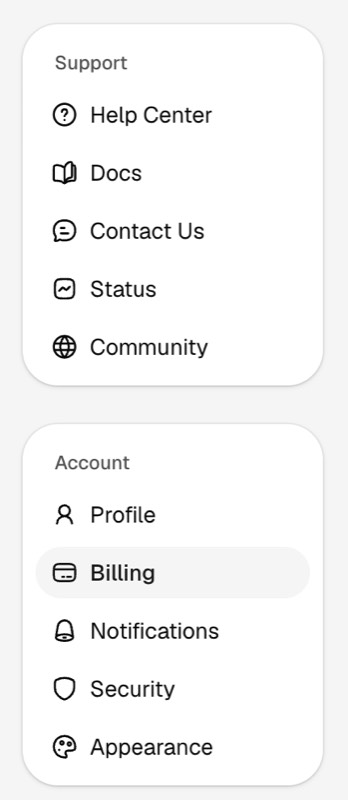 Support
Help Center
Docs
Contact Us
Status
Community
Account
Profile
Billing
Notifications
Security
Appearance